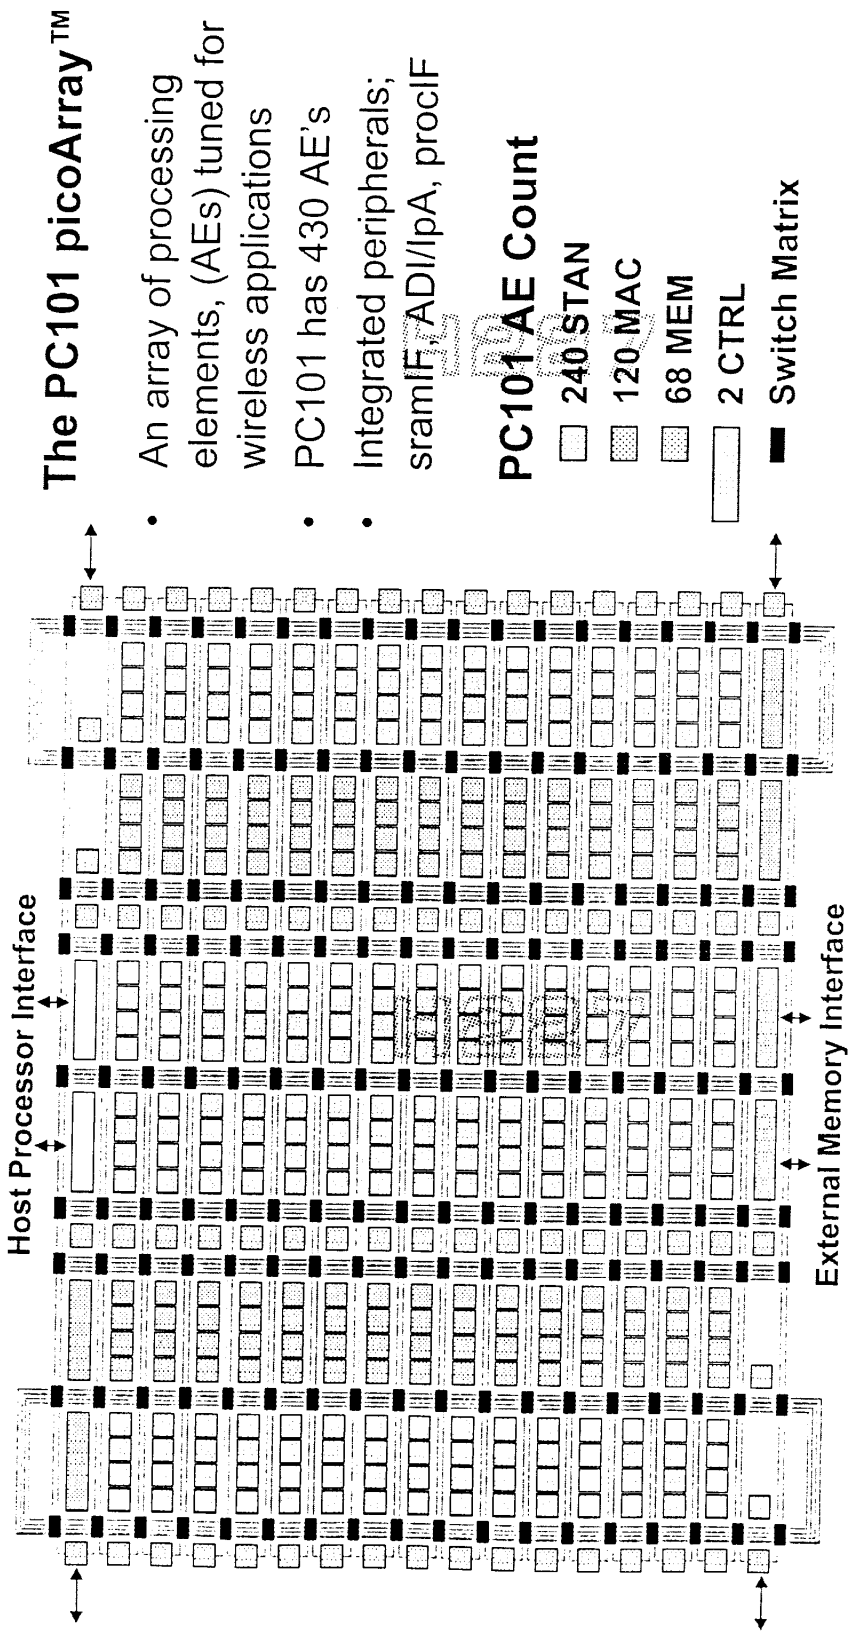 The PC101 picoArray™
• An array of processing
elements, (AEs) tuned for
wireless applications
• PC101 has 430 AE's
• Integrated peripherals;
sramIF, ADI/IpA, procIF
PC101 AE Count
240 STAN
120 MAC
68 MEM
2 CTRL
Switch Matrix
Host Processor Interface
External Memory Interface